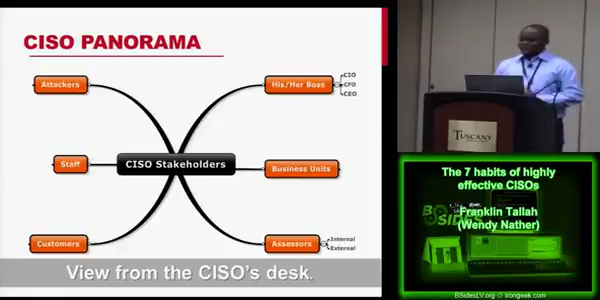 CISO PANORAMA
Attackers
His/Her Boss
CIO
CFO
CEO
Staff
CISO Stakeholders
Business Units
Customers
Assessors
Internal
External
View from the CISO's desk.
TUSCANY
The 7 habits of highly
effective CISOs
Franklin Tallah
(Wendy Nather)
BSidesLV.org @ Irongeek.com